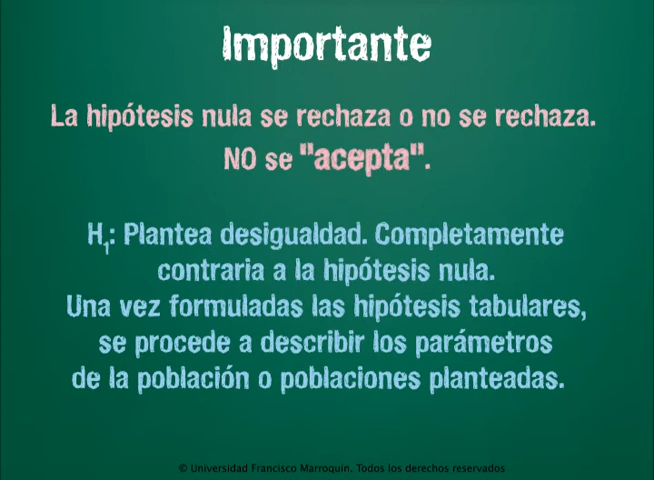 Importante
La hipótesis nula se rechaza o no se rechaza.
NO se "acepta".
H₁: Plantea desigualdad. Completamente
contraria a la hipótesis nula.
Una vez formuladas las hipótesis tabulares,
se procede a describir los parámetros
de la población o poblaciones planteadas.
© Universidad Francisco Marroquín. Todos los derechos reservados